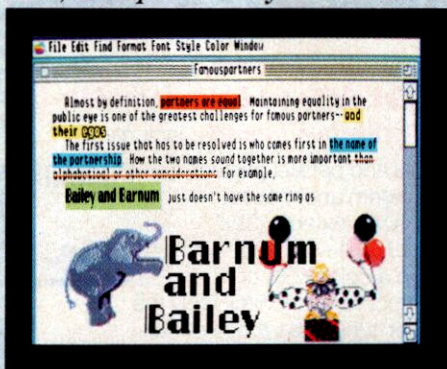 File Edit Find Format Font Style Color Window
Famouspartners
Almost by definition, partners are equal. Maintaining equality in the
public eye is one of the greatest challenges for famous partners--and
their egos.
The first issue that has to be resolved is who comes first in the name of
the partnership. How the two names sound together is more important than
alphabetical or other considerations. For example,
Bailey and Barnum just doesn't have the same ring as
Barnum
and
Bailey